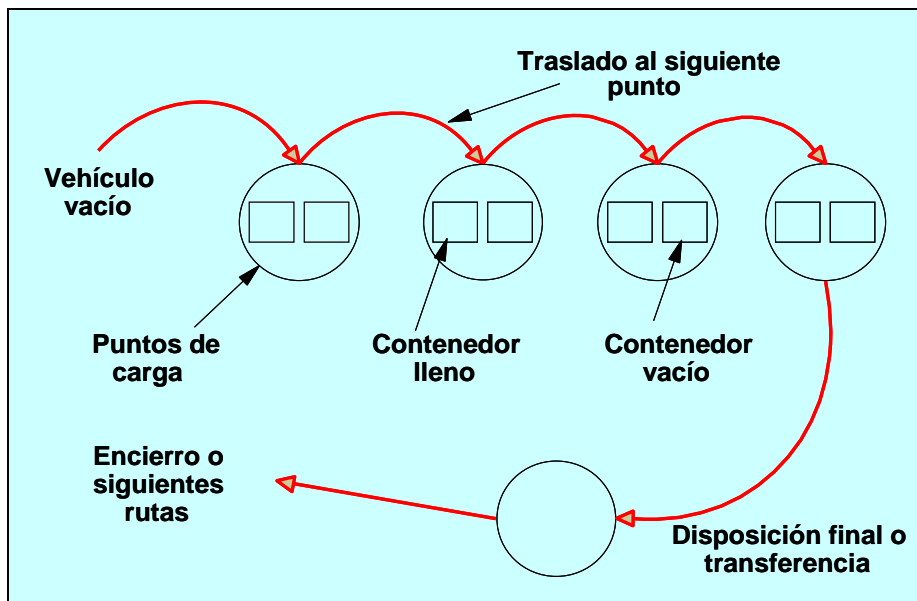 Traslado al siguiente
punto
Vehículo
vacío
Puntos de
carga
Contenedor
lleno
Contenedor
vacío
Encierro o
siguientes
rutas
Disposición final o
transferencia